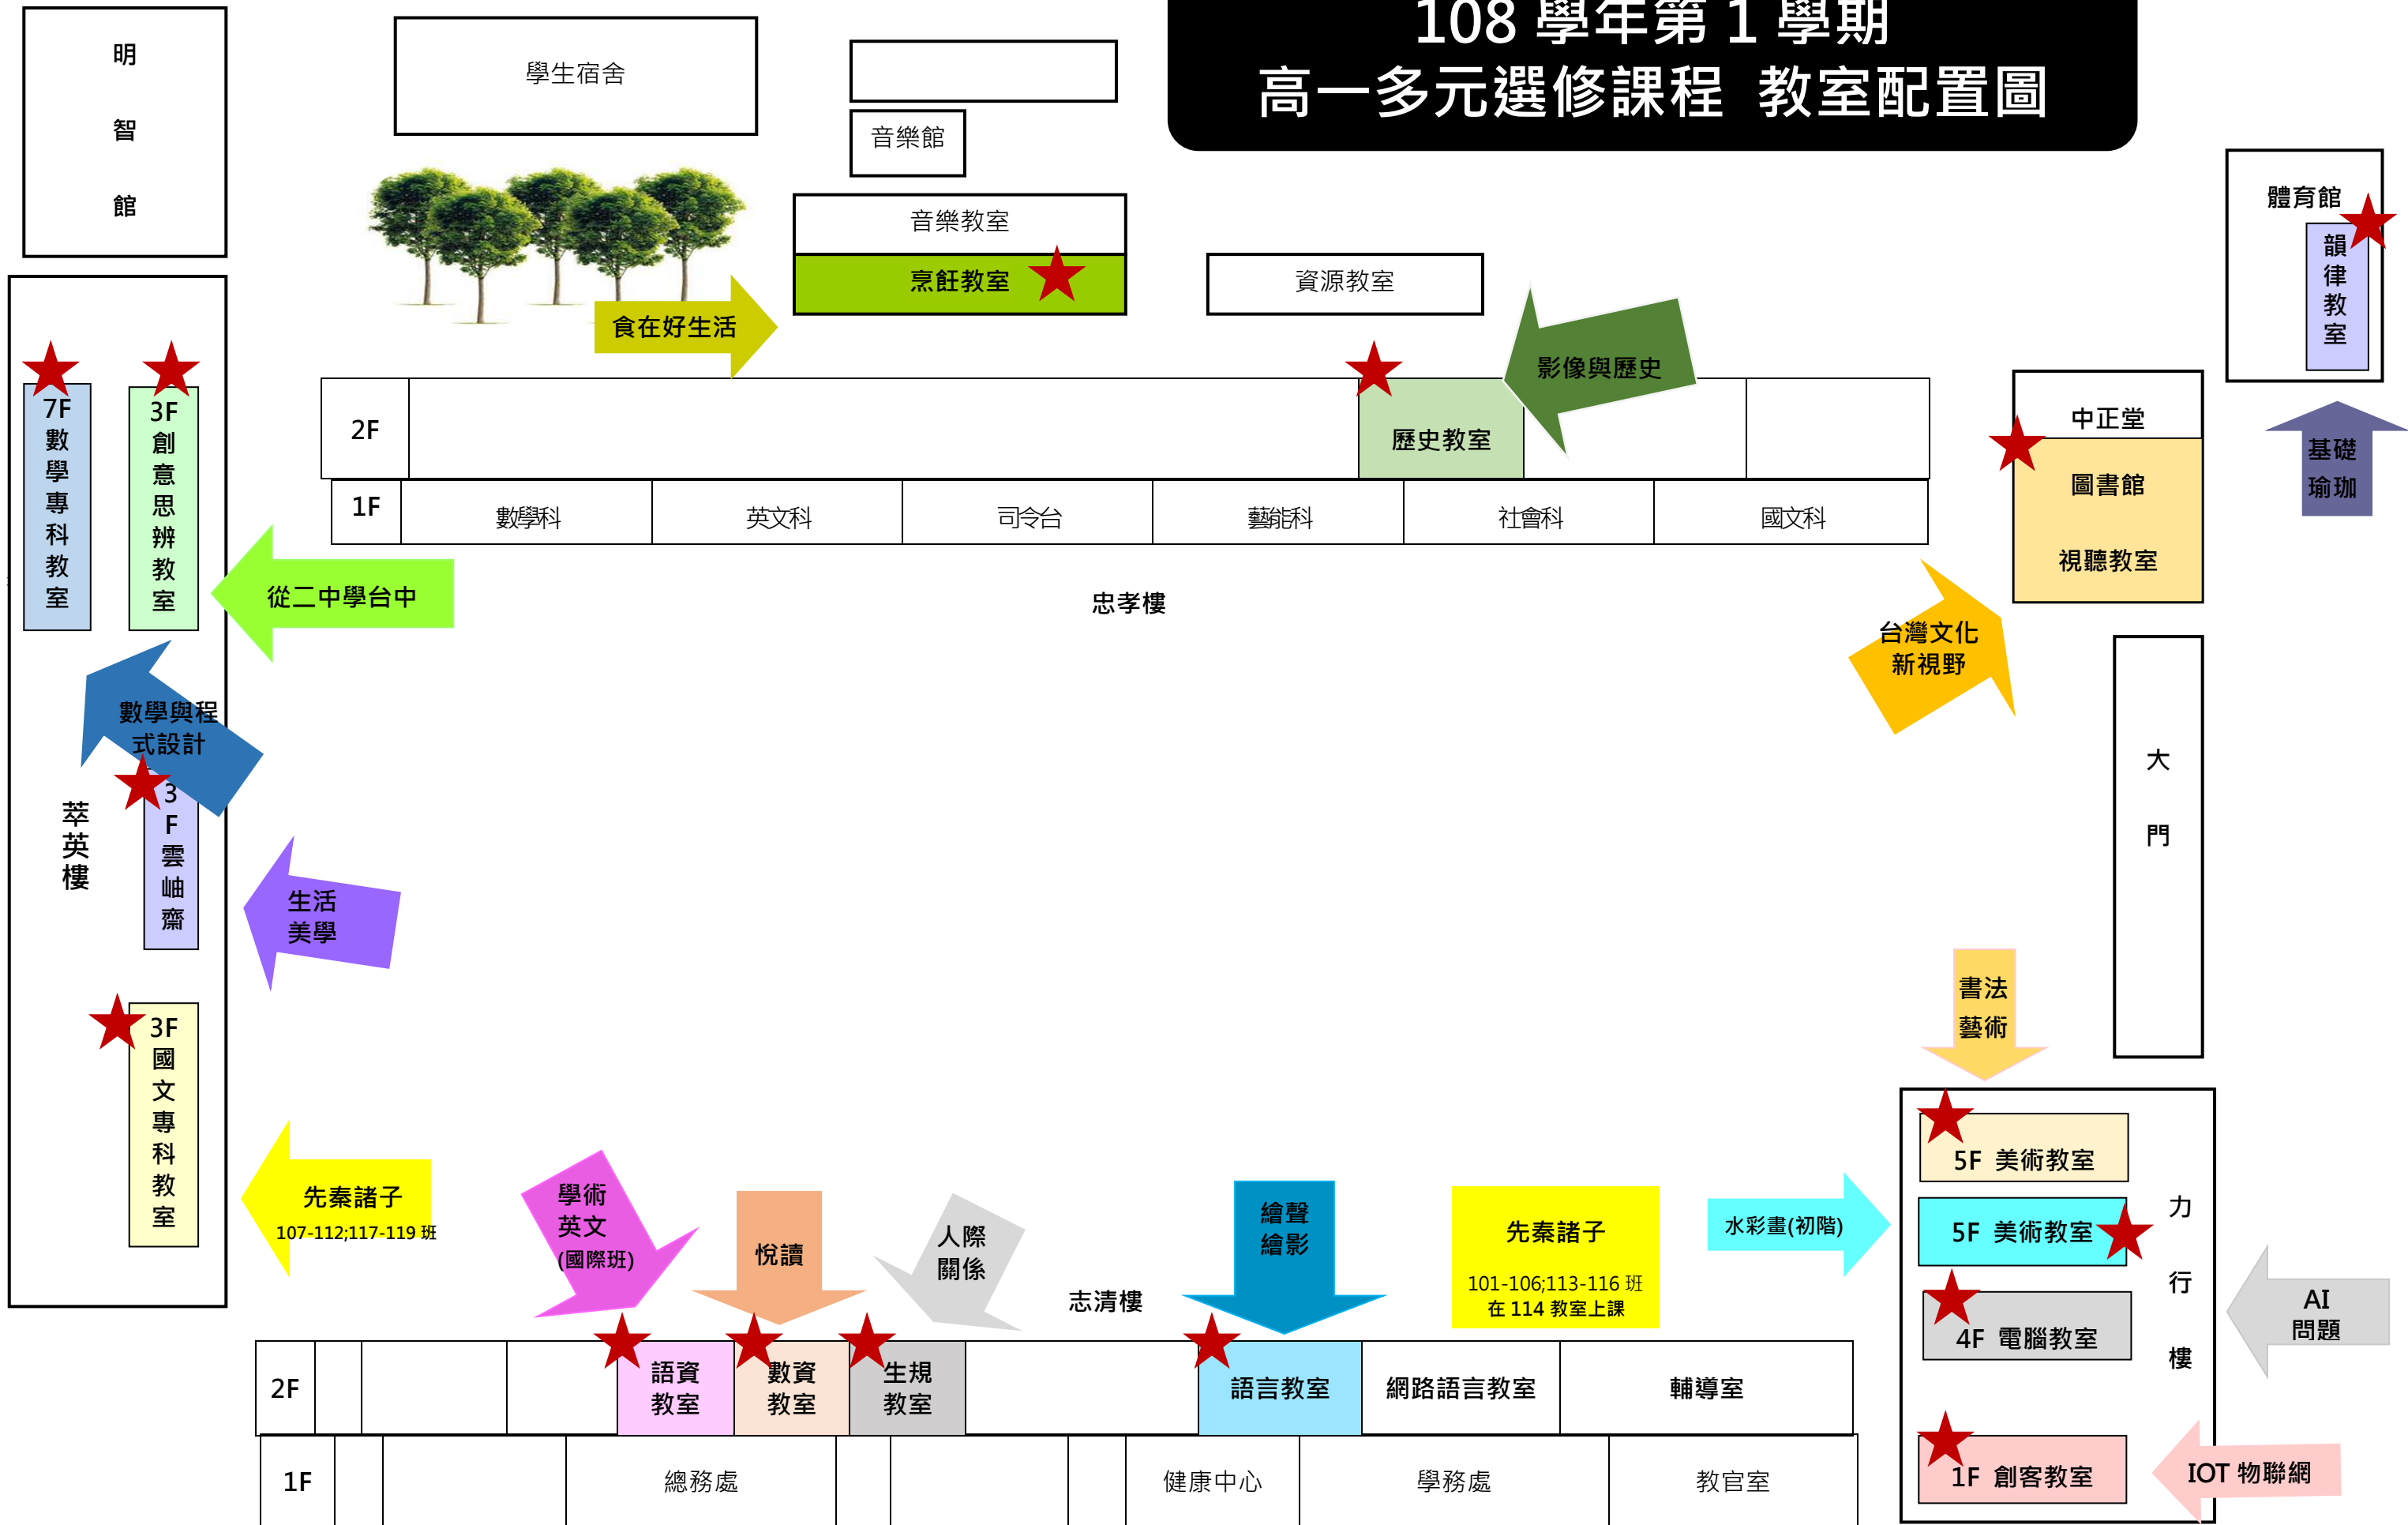 108 學年第 1 學期
高一多元選修課程 教室配置圖
明
智
館
學生宿舍
音樂館
音樂教室
烹飪教室
資源教室
體育館
韻
律
教
室
食在好生活
影像與歷史
7F
數
學
專
科
教
室
3F
創
意
思
辨
教
室
2F
歷史教室
1F
數學科
英文科
司令台
藝能科
社會科
國文科
中正堂
圖書館
視聽教室
基礎
瑜珈
從二中學台中
忠孝樓
台灣文化
新視野
數學與程
式設計
3
F
雲
岫
齋
萃
英
樓
生活
美學
大
門
書法
藝術
3F
國
文
專
科
教
室
先秦諸子
107-112;117-119 班
學術
英文
(國際班)
悅讀
人際
關係
志清樓
繪聲
繪影
先秦諸子
101-106;113-116 班
在 114 教室上課
水彩畫(初階)
5F 美術教室
5F 美術教室
4F 電腦教室
1F 創客教室
力
行
樓
AI
問題
IOT 物聯網
2F
語資
教室
數資
教室
生規
教室
語言教室
網路語言教室
輔導室
1F
總務處
健康中心
學務處
教官室